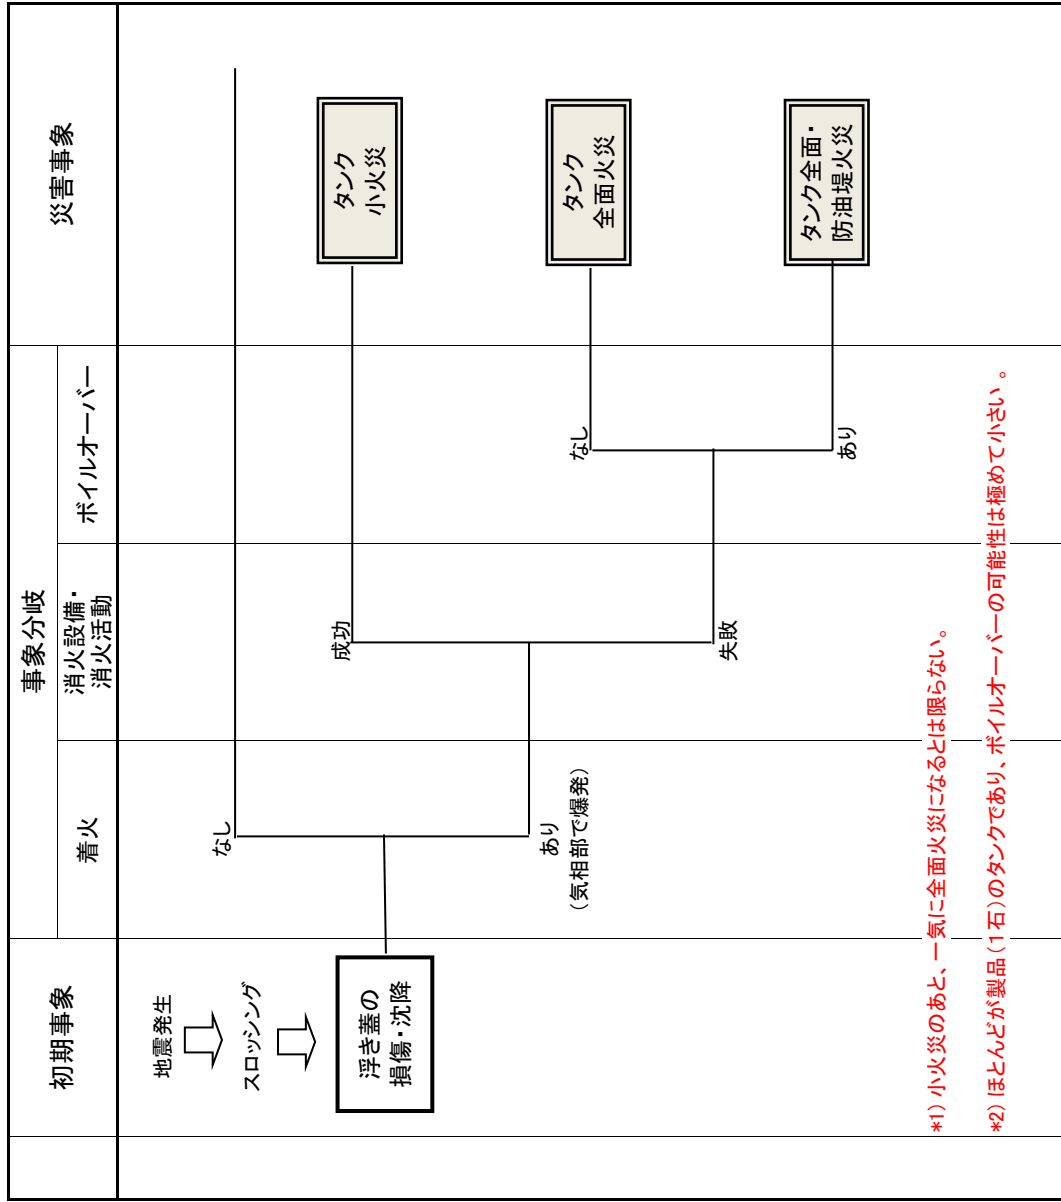 初期事象
事象分岐
災害事象
着火
消火設備・
消火活動
ボイルオーバー
地震発生
スロッシング
浮き蓋の
損傷・沈降
なし
あり
(気相部で爆発)
成功
失敗
なし
あり
タンク
小火災
タンク
全面火災
タンク全面・
防油堤火災
*1) 小火災のあと、一気に全面火災になるとは限らない。
*2) ほとんどが製品(1石)のタンクであり、ボイルオーバーの可能性は極めて小さい。